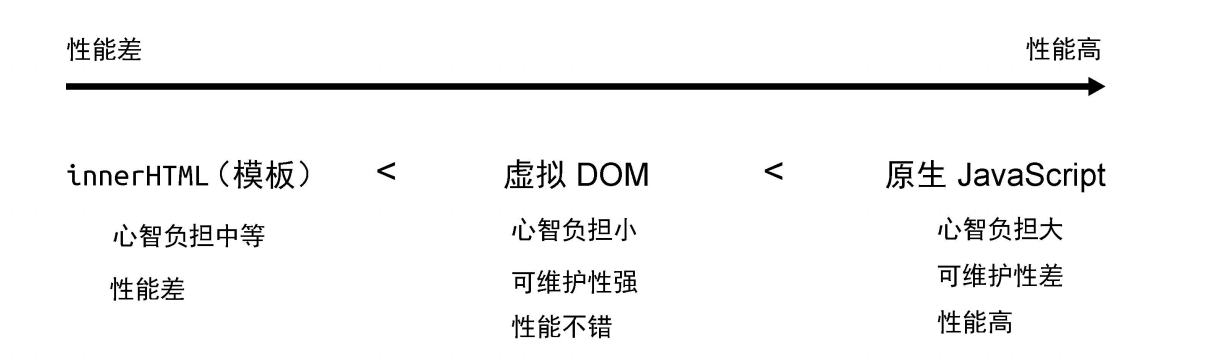 性能差 性能高
innerHTML（模板） < 虚拟 DOM < 原生 JavaScript
心智负担中等 心智负担小 心智负担大
性能差 可维护性强 可维护性差
性能不错 性能高